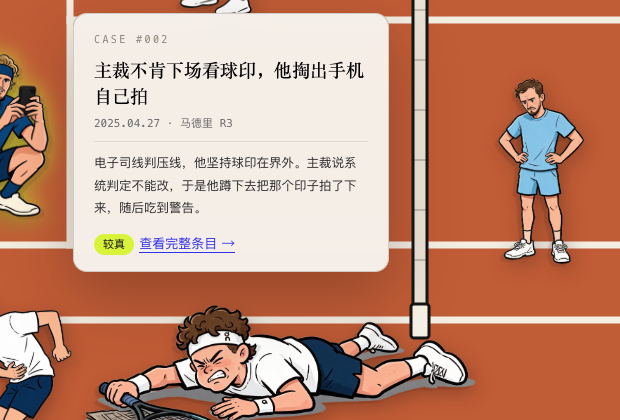 CASE #002
主裁不肯下场看球印，他掏出手机
自己拍
2025.04.27 · 马德里 R3
电子司线判压线，他坚持球印在界外。主裁说系
统判定不能改，于是他蹲下去把那个印子拍了下
来，随后吃到警告。
较真 查看完整条目 →